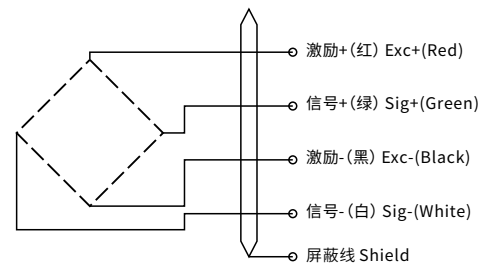 激励+(红) Exc+(Red)
信号+(绿) Sig+(Green)
激励-(黑) Exc-(Black)
信号-(白) Sig-(White)
屏蔽线 Shield